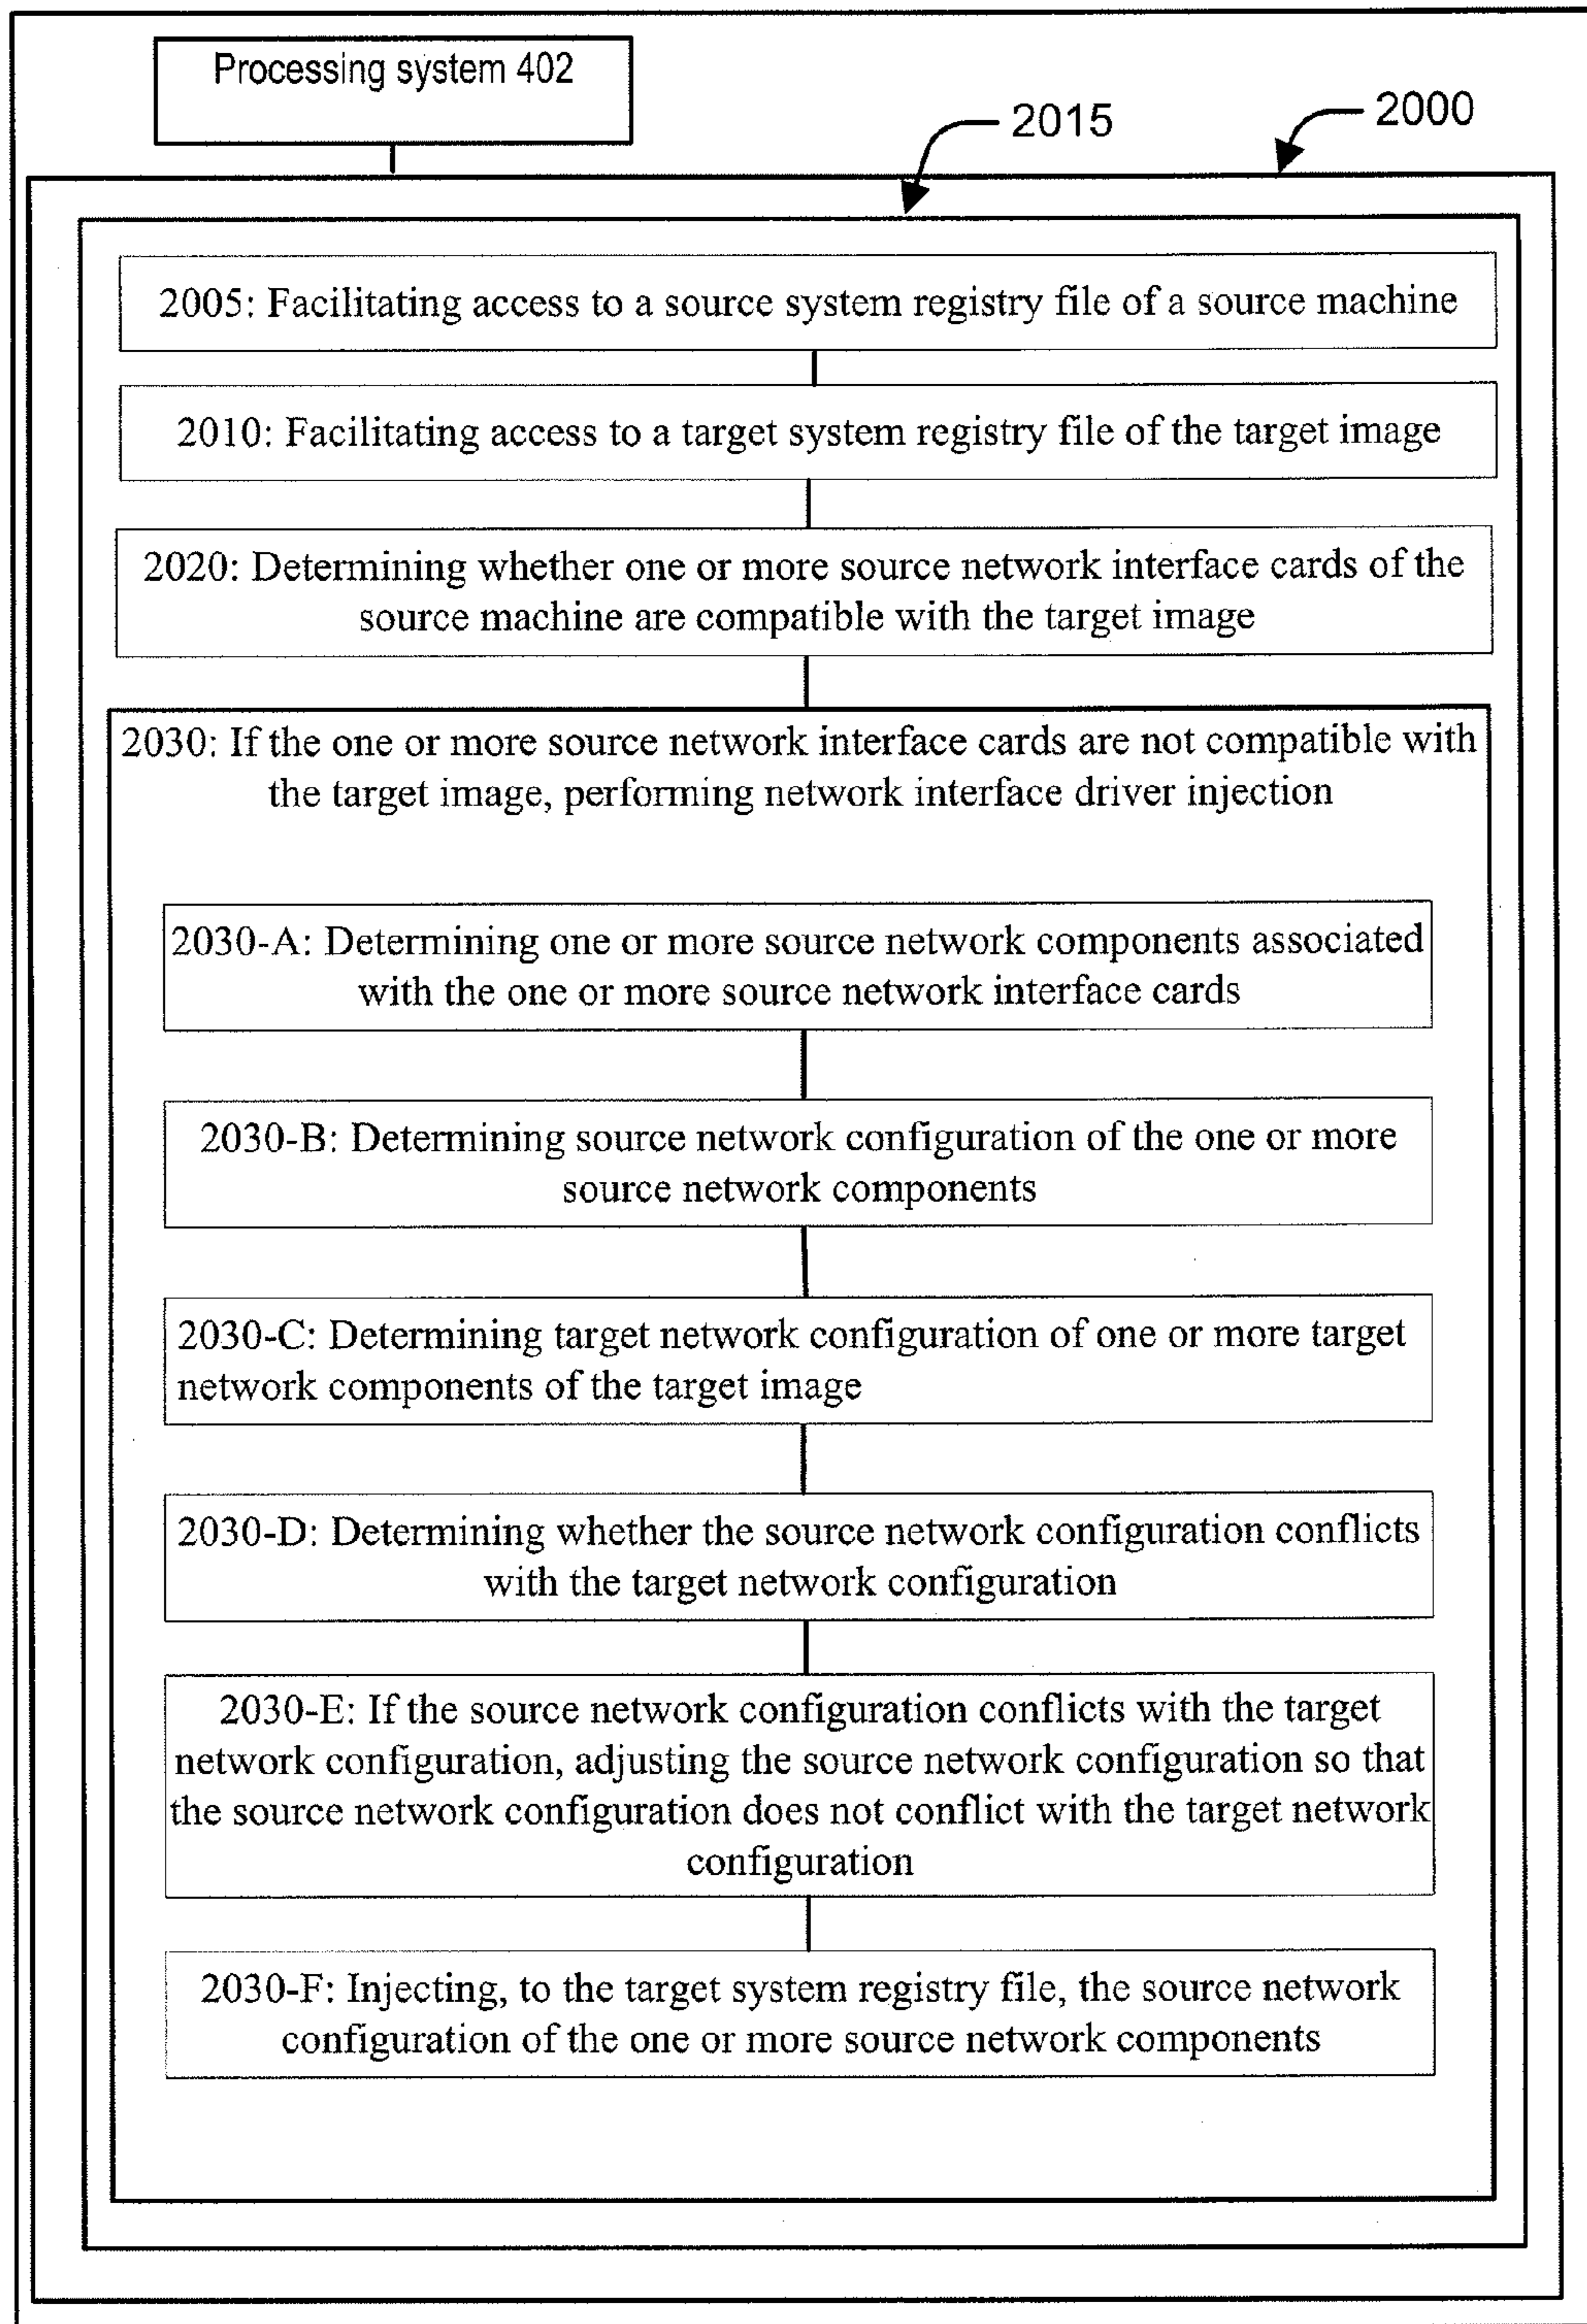 Processing system 402
2015
2000
2005: Facilitating access to a source system registry file of a source machine
2010: Facilitating access to a target system registry file of the target image
2020: Determining whether one or more source network interface cards of the
source machine are compatible with the target image
2030: If the one or more source network interface cards are not compatible with
the target image, performing network interface driver injection
2030-A: Determining one or more source network components associated
with the one or more source network interface cards
2030-B: Determining source network configuration of the one or more
source network components
2030-C: Determining target network configuration of one or more target
network components of the target image
2030-D: Determining whether the source network configuration conflicts
with the target network configuration
2030-E: If the source network configuration conflicts with the target
network configuration, adjusting the source network configuration so that
the source network configuration does not conflict with the target network
configuration
2030-F: Injecting, to the target system registry file, the source network
configuration of the one or more source network components